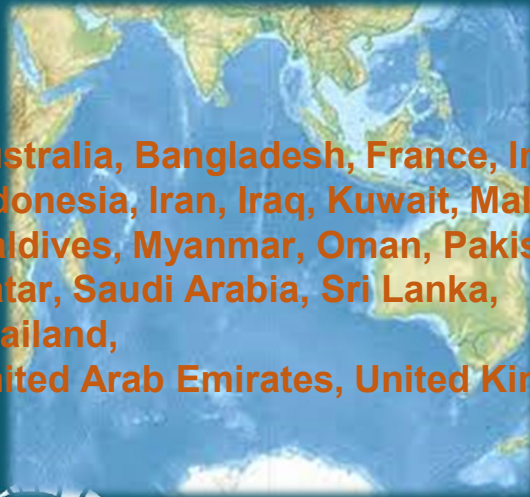 stralia, Bangladesh, France, I
donesia, Iran, Iraq, Kuwait, Mal
aldives, Myanmar, Oman, Pakis
atar, Saudi Arabia, Sri Lanka,
ailand,
ited Arab Emirates, United Kin